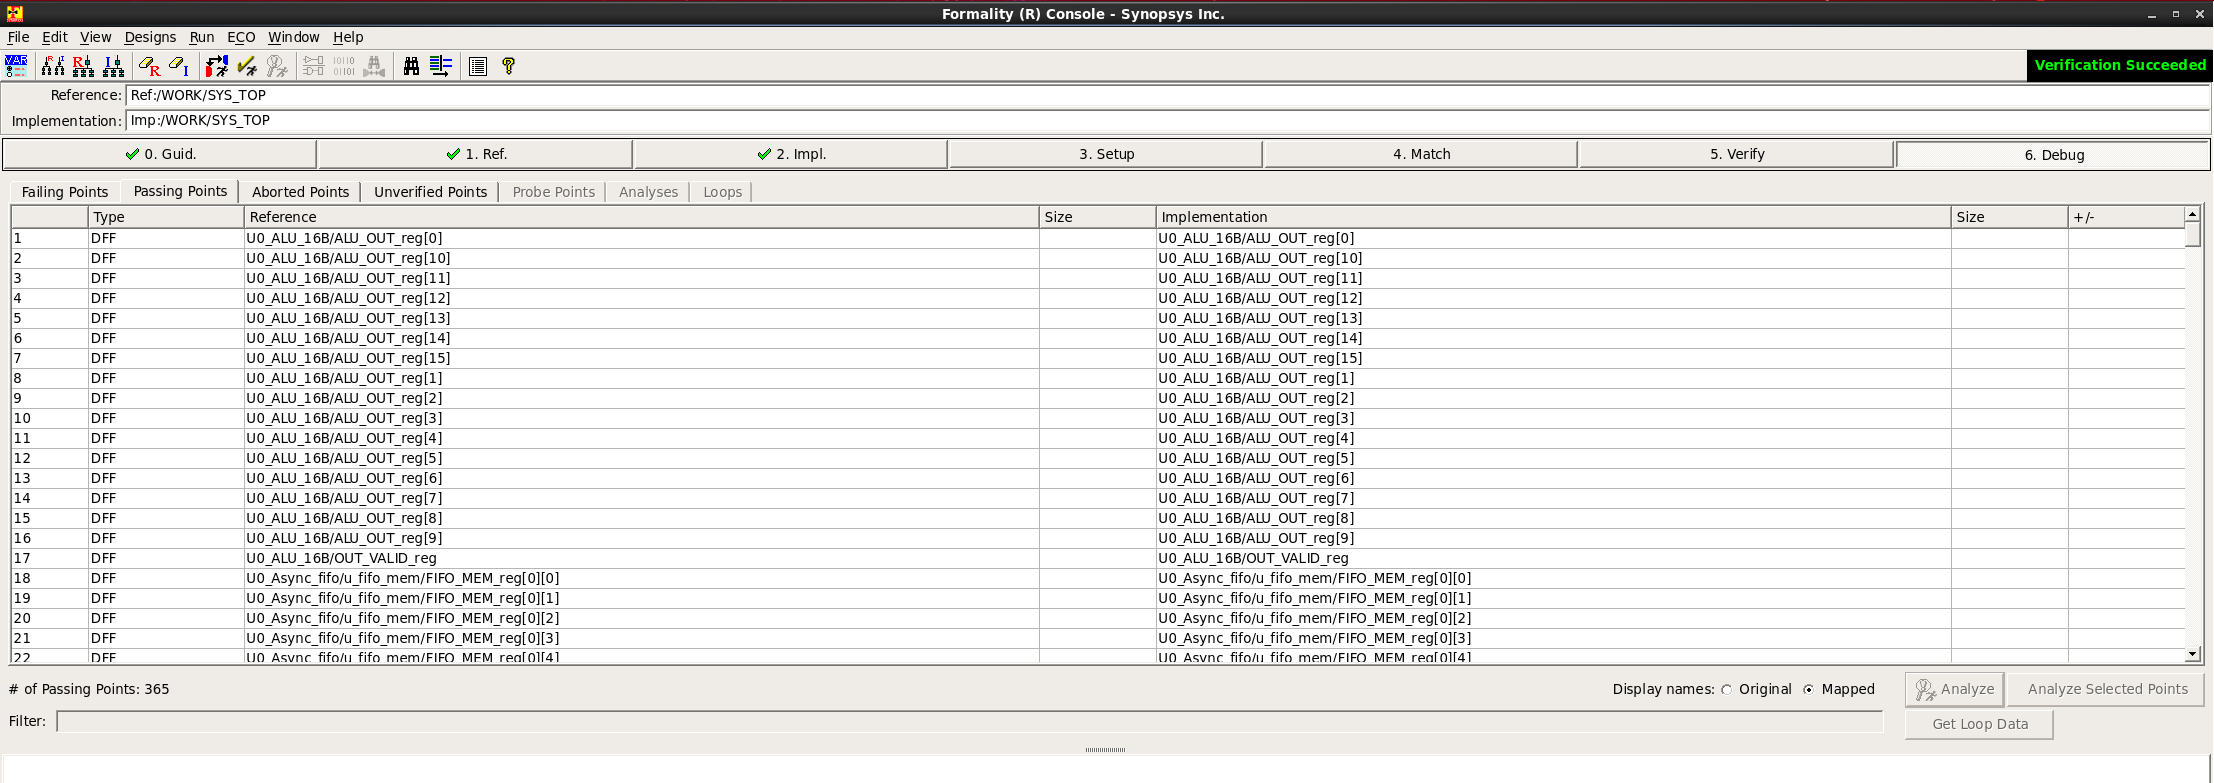 Formality (R) Console - Synopsys Inc.
File Edit View Designs Run ECO Window Help
Verification Succeeded
Reference: Ref:/WORK/SYS_TOP
Implementation: Imp:/WORK/SYS_TOP
0. Guid. 1. Ref. 2. Impl. 3. Setup 4. Match 5. Verify 6. Debug
Failing Points Passing Points Aborted Points Unverified Points Probe Points Analyses Loops
Type Reference Size Implementation Size +/-
1 DFF U0_ALU_16B/ALU_OUT_reg[0] U0_ALU_16B/ALU_OUT_reg[0]
2 DFF U0_ALU_16B/ALU_OUT_reg[10] U0_ALU_16B/ALU_OUT_reg[10]
3 DFF U0_ALU_16B/ALU_OUT_reg[11] U0_ALU_16B/ALU_OUT_reg[11]
4 DFF U0_ALU_16B/ALU_OUT_reg[12] U0_ALU_16B/ALU_OUT_reg[12]
5 DFF U0_ALU_16B/ALU_OUT_reg[13] U0_ALU_16B/ALU_OUT_reg[13]
6 DFF U0_ALU_16B/ALU_OUT_reg[14] U0_ALU_16B/ALU_OUT_reg[14]
7 DFF U0_ALU_16B/ALU_OUT_reg[15] U0_ALU_16B/ALU_OUT_reg[15]
8 DFF U0_ALU_16B/ALU_OUT_reg[1] U0_ALU_16B/ALU_OUT_reg[1]
9 DFF U0_ALU_16B/ALU_OUT_reg[2] U0_ALU_16B/ALU_OUT_reg[2]
10 DFF U0_ALU_16B/ALU_OUT_reg[3] U0_ALU_16B/ALU_OUT_reg[3]
11 DFF U0_ALU_16B/ALU_OUT_reg[4] U0_ALU_16B/ALU_OUT_reg[4]
12 DFF U0_ALU_16B/ALU_OUT_reg[5] U0_ALU_16B/ALU_OUT_reg[5]
13 DFF U0_ALU_16B/ALU_OUT_reg[6] U0_ALU_16B/ALU_OUT_reg[6]
14 DFF U0_ALU_16B/ALU_OUT_reg[7] U0_ALU_16B/ALU_OUT_reg[7]
15 DFF U0_ALU_16B/ALU_OUT_reg[8] U0_ALU_16B/ALU_OUT_reg[8]
16 DFF U0_ALU_16B/ALU_OUT_reg[9] U0_ALU_16B/ALU_OUT_reg[9]
17 DFF U0_ALU_16B/OUT_VALID_reg U0_ALU_16B/OUT_VALID_reg
18 DFF U0_Async_fifo/u_fifo_mem/FIFO_MEM_reg[0][0] U0_Async_fifo/u_fifo_mem/FIFO_MEM_reg[0][0]
19 DFF U0_Async_fifo/u_fifo_mem/FIFO_MEM_reg[0][1] U0_Async_fifo/u_fifo_mem/FIFO_MEM_reg[0][1]
20 DFF U0_Async_fifo/u_fifo_mem/FIFO_MEM_reg[0][2] U0_Async_fifo/u_fifo_mem/FIFO_MEM_reg[0][2]
21 DFF U0_Async_fifo/u_fifo_mem/FIFO_MEM_reg[0][3] U0_Async_fifo/u_fifo_mem/FIFO_MEM_reg[0][3]
22 DFF U0_Async_fifo/u_fifo_mem/FIFO_MEM_reg[0][4] U0_Async_fifo/u_fifo_mem/FIFO_MEM_reg[0][4]
# of Passing Points: 365 Display names: Original Mapped Analyze Analyze Selected Points
Filter: Get Loop Data